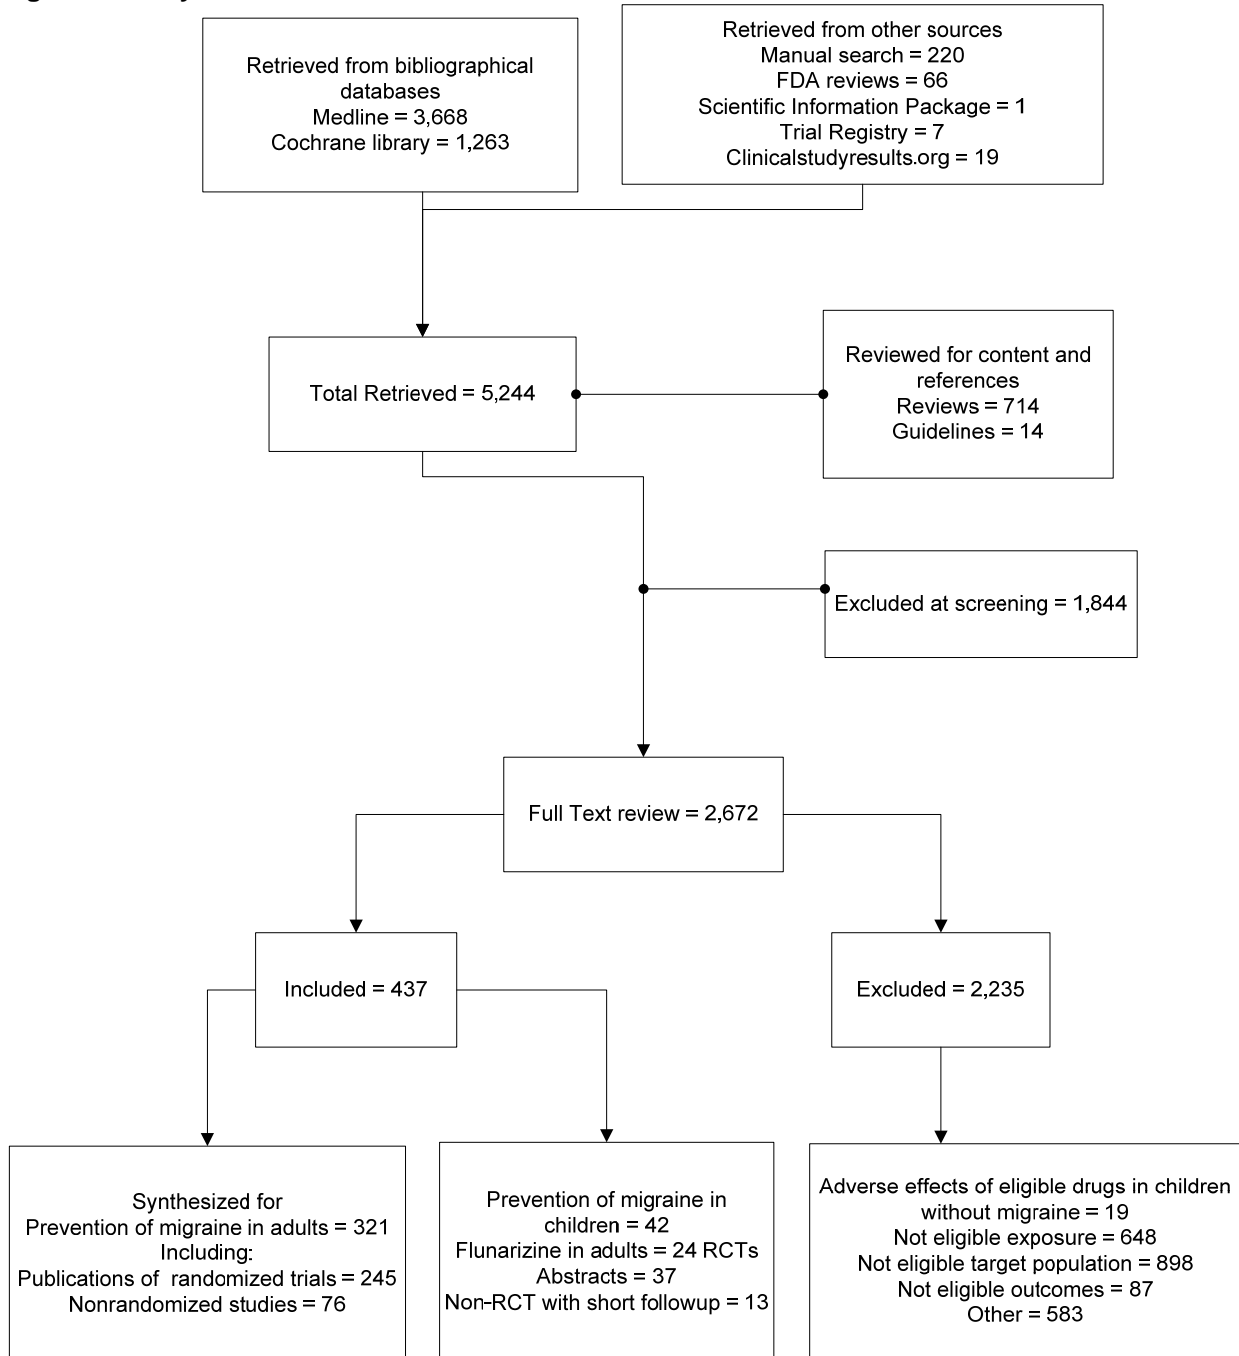 Retrieved from bibliographical
databases
Medline = 3,668
Cochrane library = 1,263
Retrieved from other sources
Manual search = 220
FDA reviews = 66
Scientific Information Package = 1
Trial Registry = 7
Clinicalstudyresults.org = 19
Total Retrieved = 5,244
Reviewed for content and
references
Reviews = 714
Guidelines = 14
Excluded at screening = 1,844
Full Text review = 2,672
Included = 437
Excluded = 2,235
Synthesized for
Prevention of migraine in adults = 321
Including:
Publications of randomized trials = 245
Nonrandomized studies = 76
Prevention of migraine in
children = 42
Flunarizine in adults = 24 RCTs
Abstracts = 37
Non-RCT with short followup = 13
Adverse effects of eligible drugs in children
without migraine = 19
Not eligible exposure = 648
Not eligible target population = 898
Not eligible outcomes = 87
Other = 583